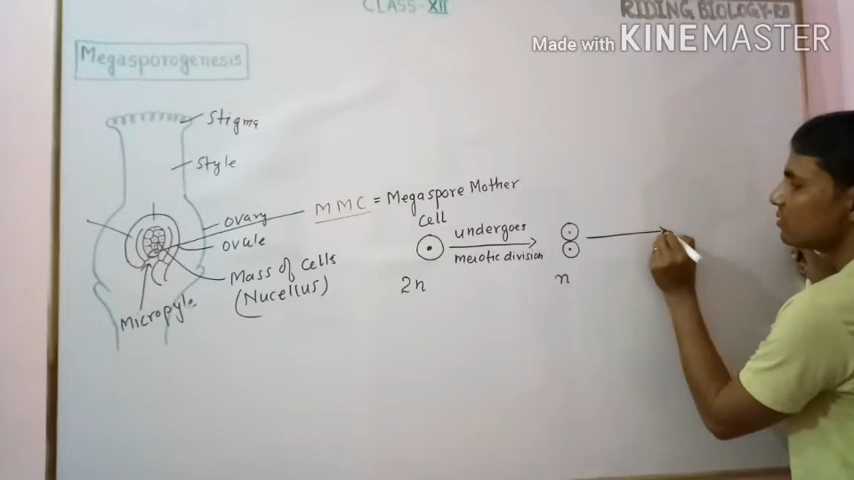 CLASS-XII
RIDING BIOLOGY-RS
Made with KINEMASTER
Megasporogenesis
Stigma
Style
MMC = Megaspore Mother
cell
ovary
ovule
undergoes
meiotic division
Mass of cells
(Nucellus)
Micropyle
2n
n